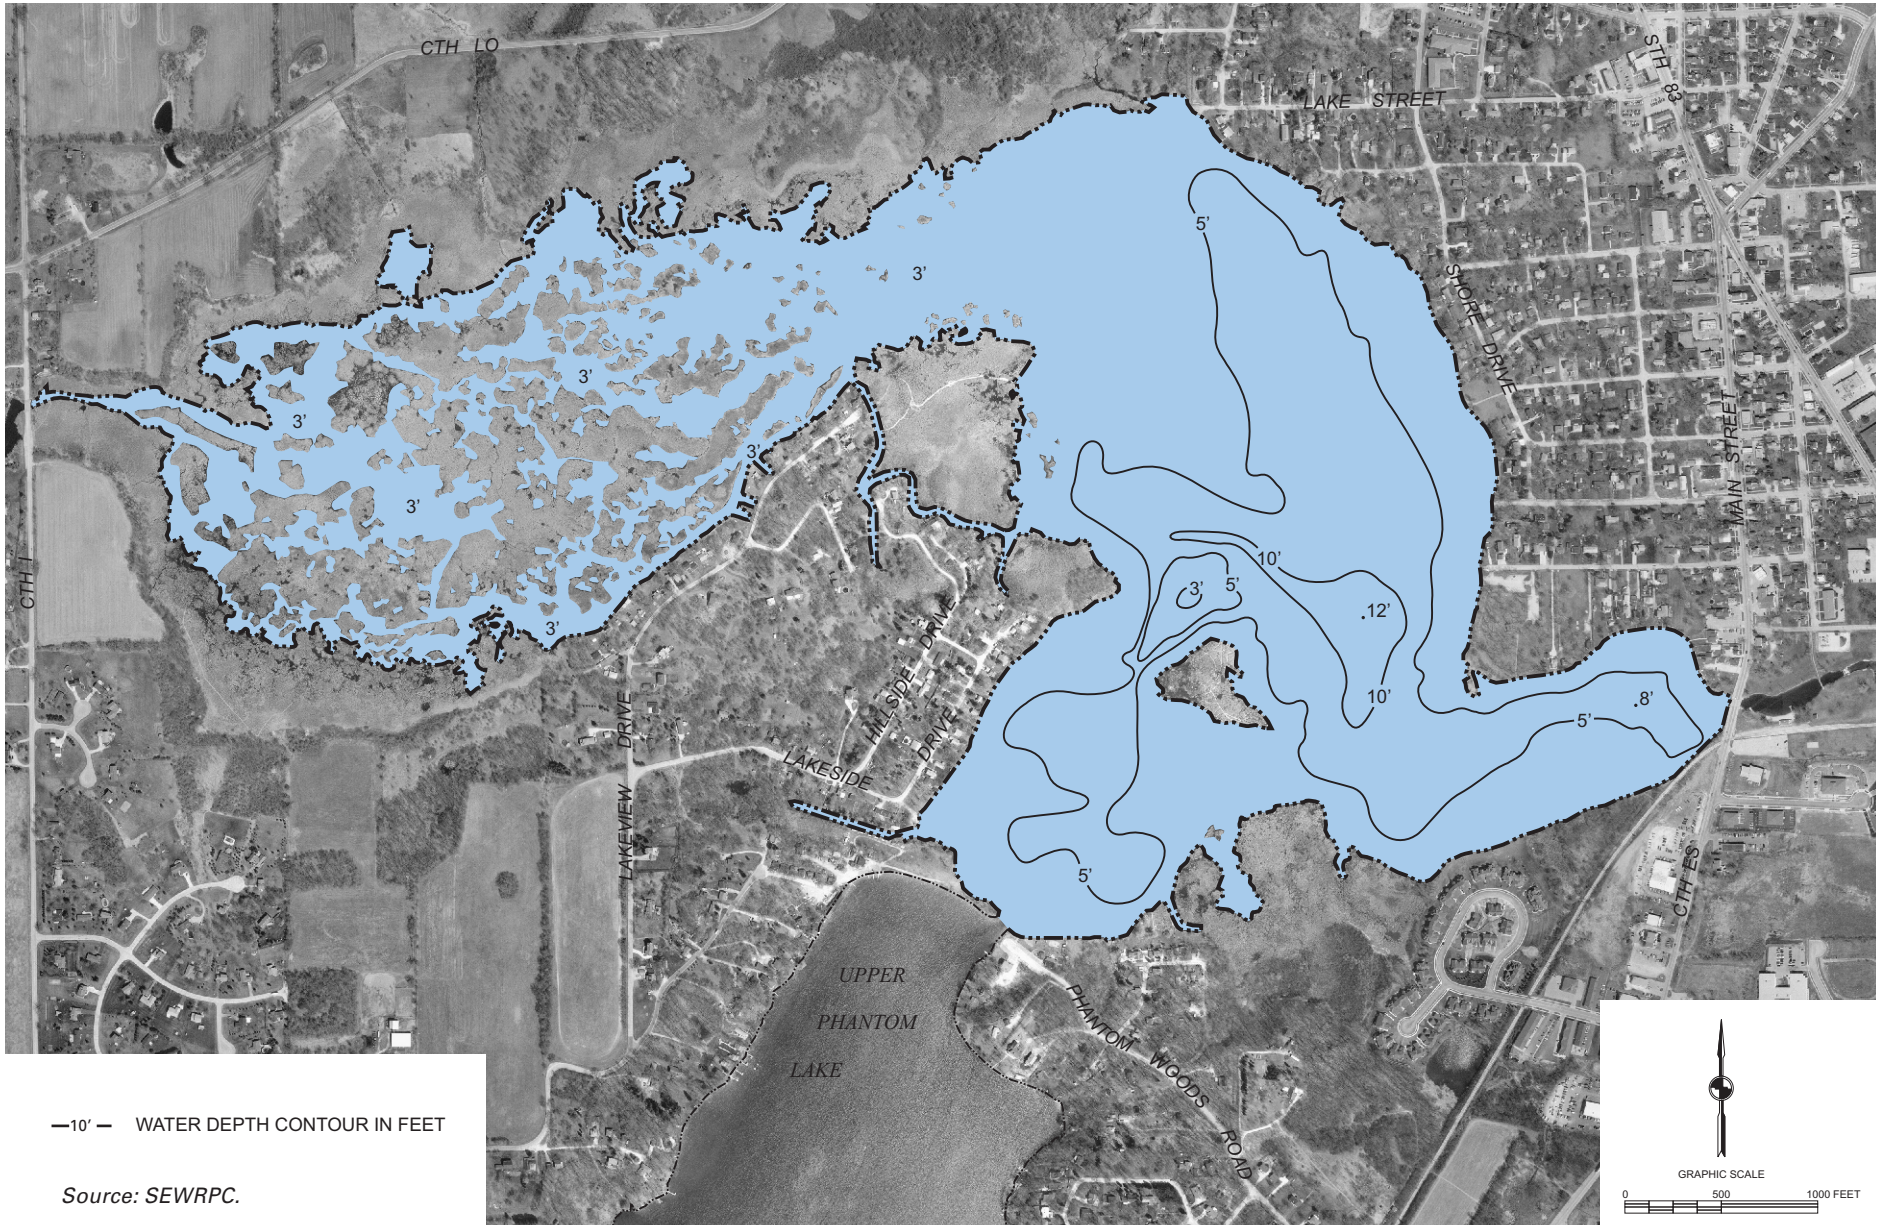 CTH LO
STH 83
LAKE STREET
5'
3'
SHORE DRIVE
3'
3'
MAIN STREET
3'
3'
10'
CTH I
3'
5'
12'
3'
HILLSIDE DRIVE
10'
8'
5'
LAKEVIEW DRIVE
LAKESIDE DRIVE
5'
CTH ES
UPPER
PHANTOM
LAKE
PHANTOM WOODS ROAD
10' WATER DEPTH CONTOUR IN FEET
Source: SEWRPC.
GRAPHIC SCALE
0 500 1000 FEET